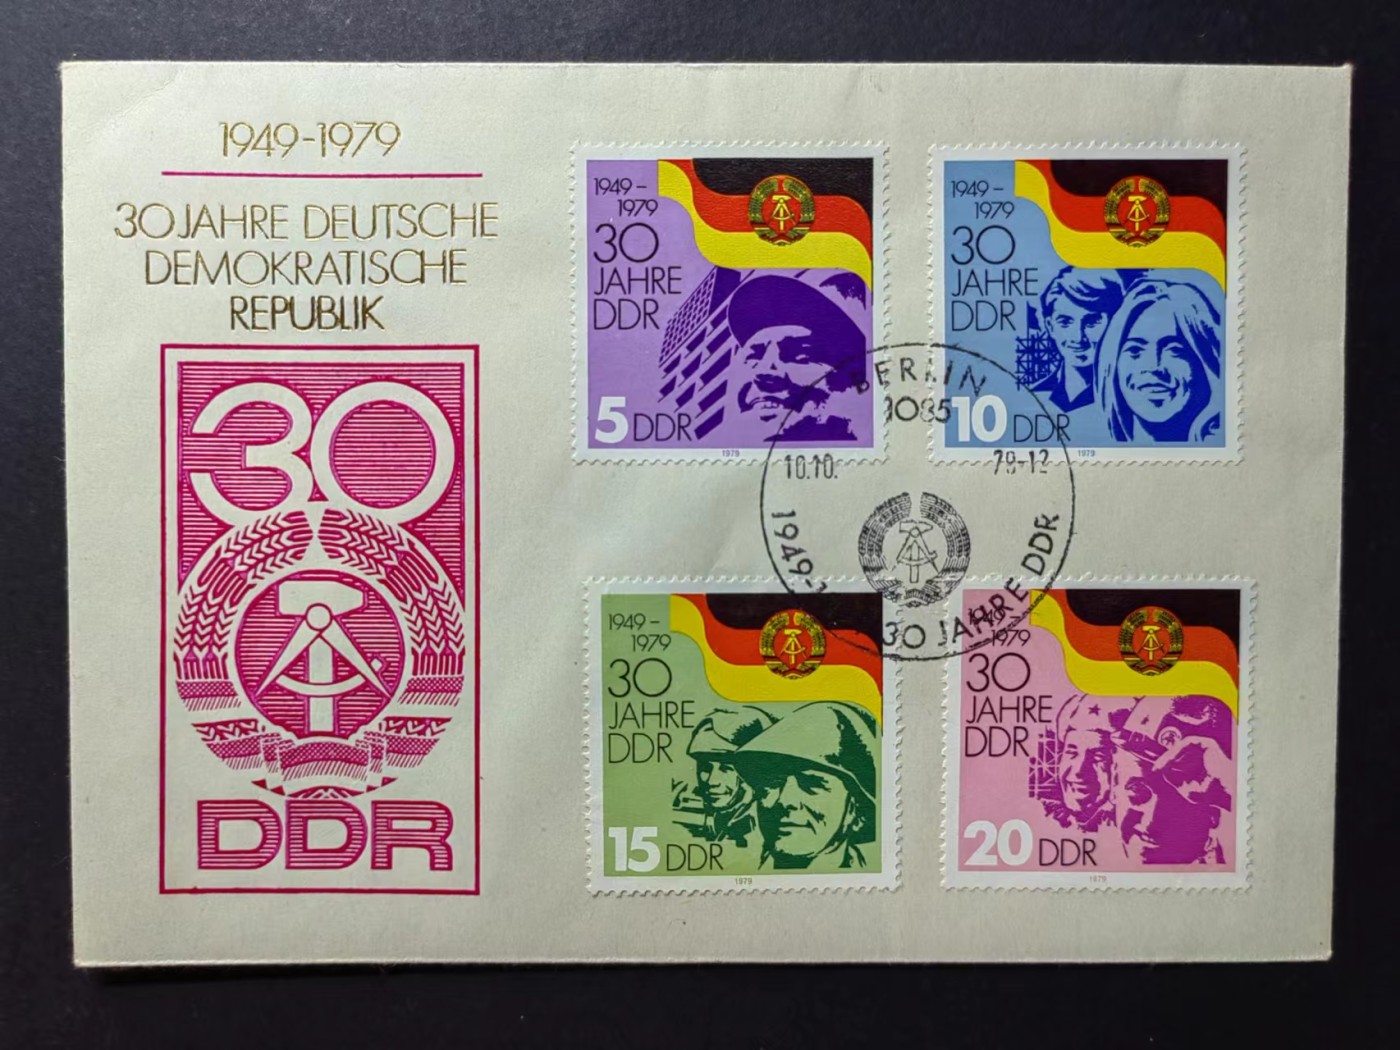 1949-1979
30 JAHRE DEUTSCHE
DEMOKRATISCHE
REPUBLIK
30
DDR
1949-
1979
30
JAHRE
DDR
5 DDR
1979
1949-
1979
30
JAHRE
DDR
10 DDR
1979
BERLIN
1085
10.10.
79-12
1949-
30 JAHRE DDR
1949-
1979
30
JAHRE
DDR
15 DDR
1979
1949-
1979
30
JAHRE
DDR
20 DDR
1979